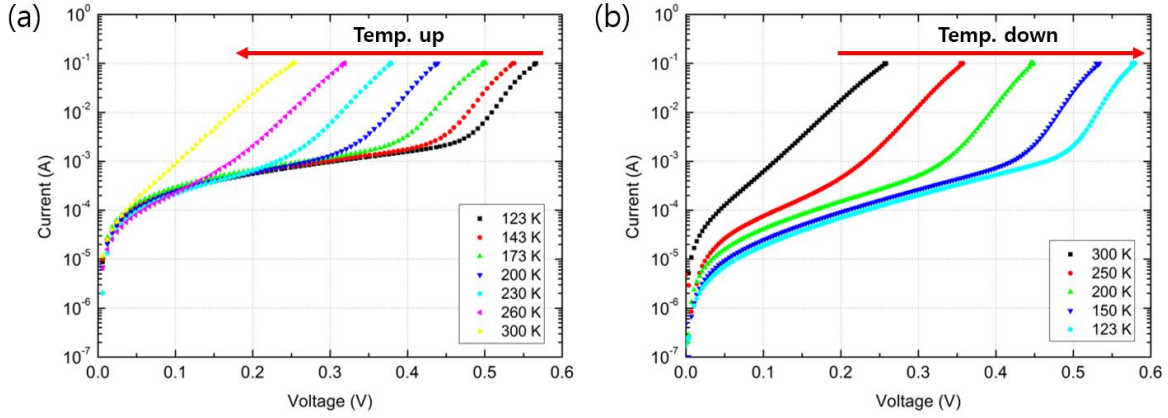 (a)
Temp. up
10⁰
10⁻¹
10⁻²
10⁻³
10⁻⁴
10⁻⁵
10⁻⁶
10⁻⁷
Current (A)
123 K
143 K
173 K
200 K
230 K
260 K
300 K
0.0 0.1 0.2 0.3 0.4 0.5 0.6
Voltage (V)
(b)
Temp. down
10⁰
10⁻¹
10⁻²
10⁻³
10⁻⁴
10⁻⁵
10⁻⁶
10⁻⁷
Current (A)
300 K
250 K
200 K
150 K
123 K
0.0 0.1 0.2 0.3 0.4 0.5 0.6
Voltage (V)